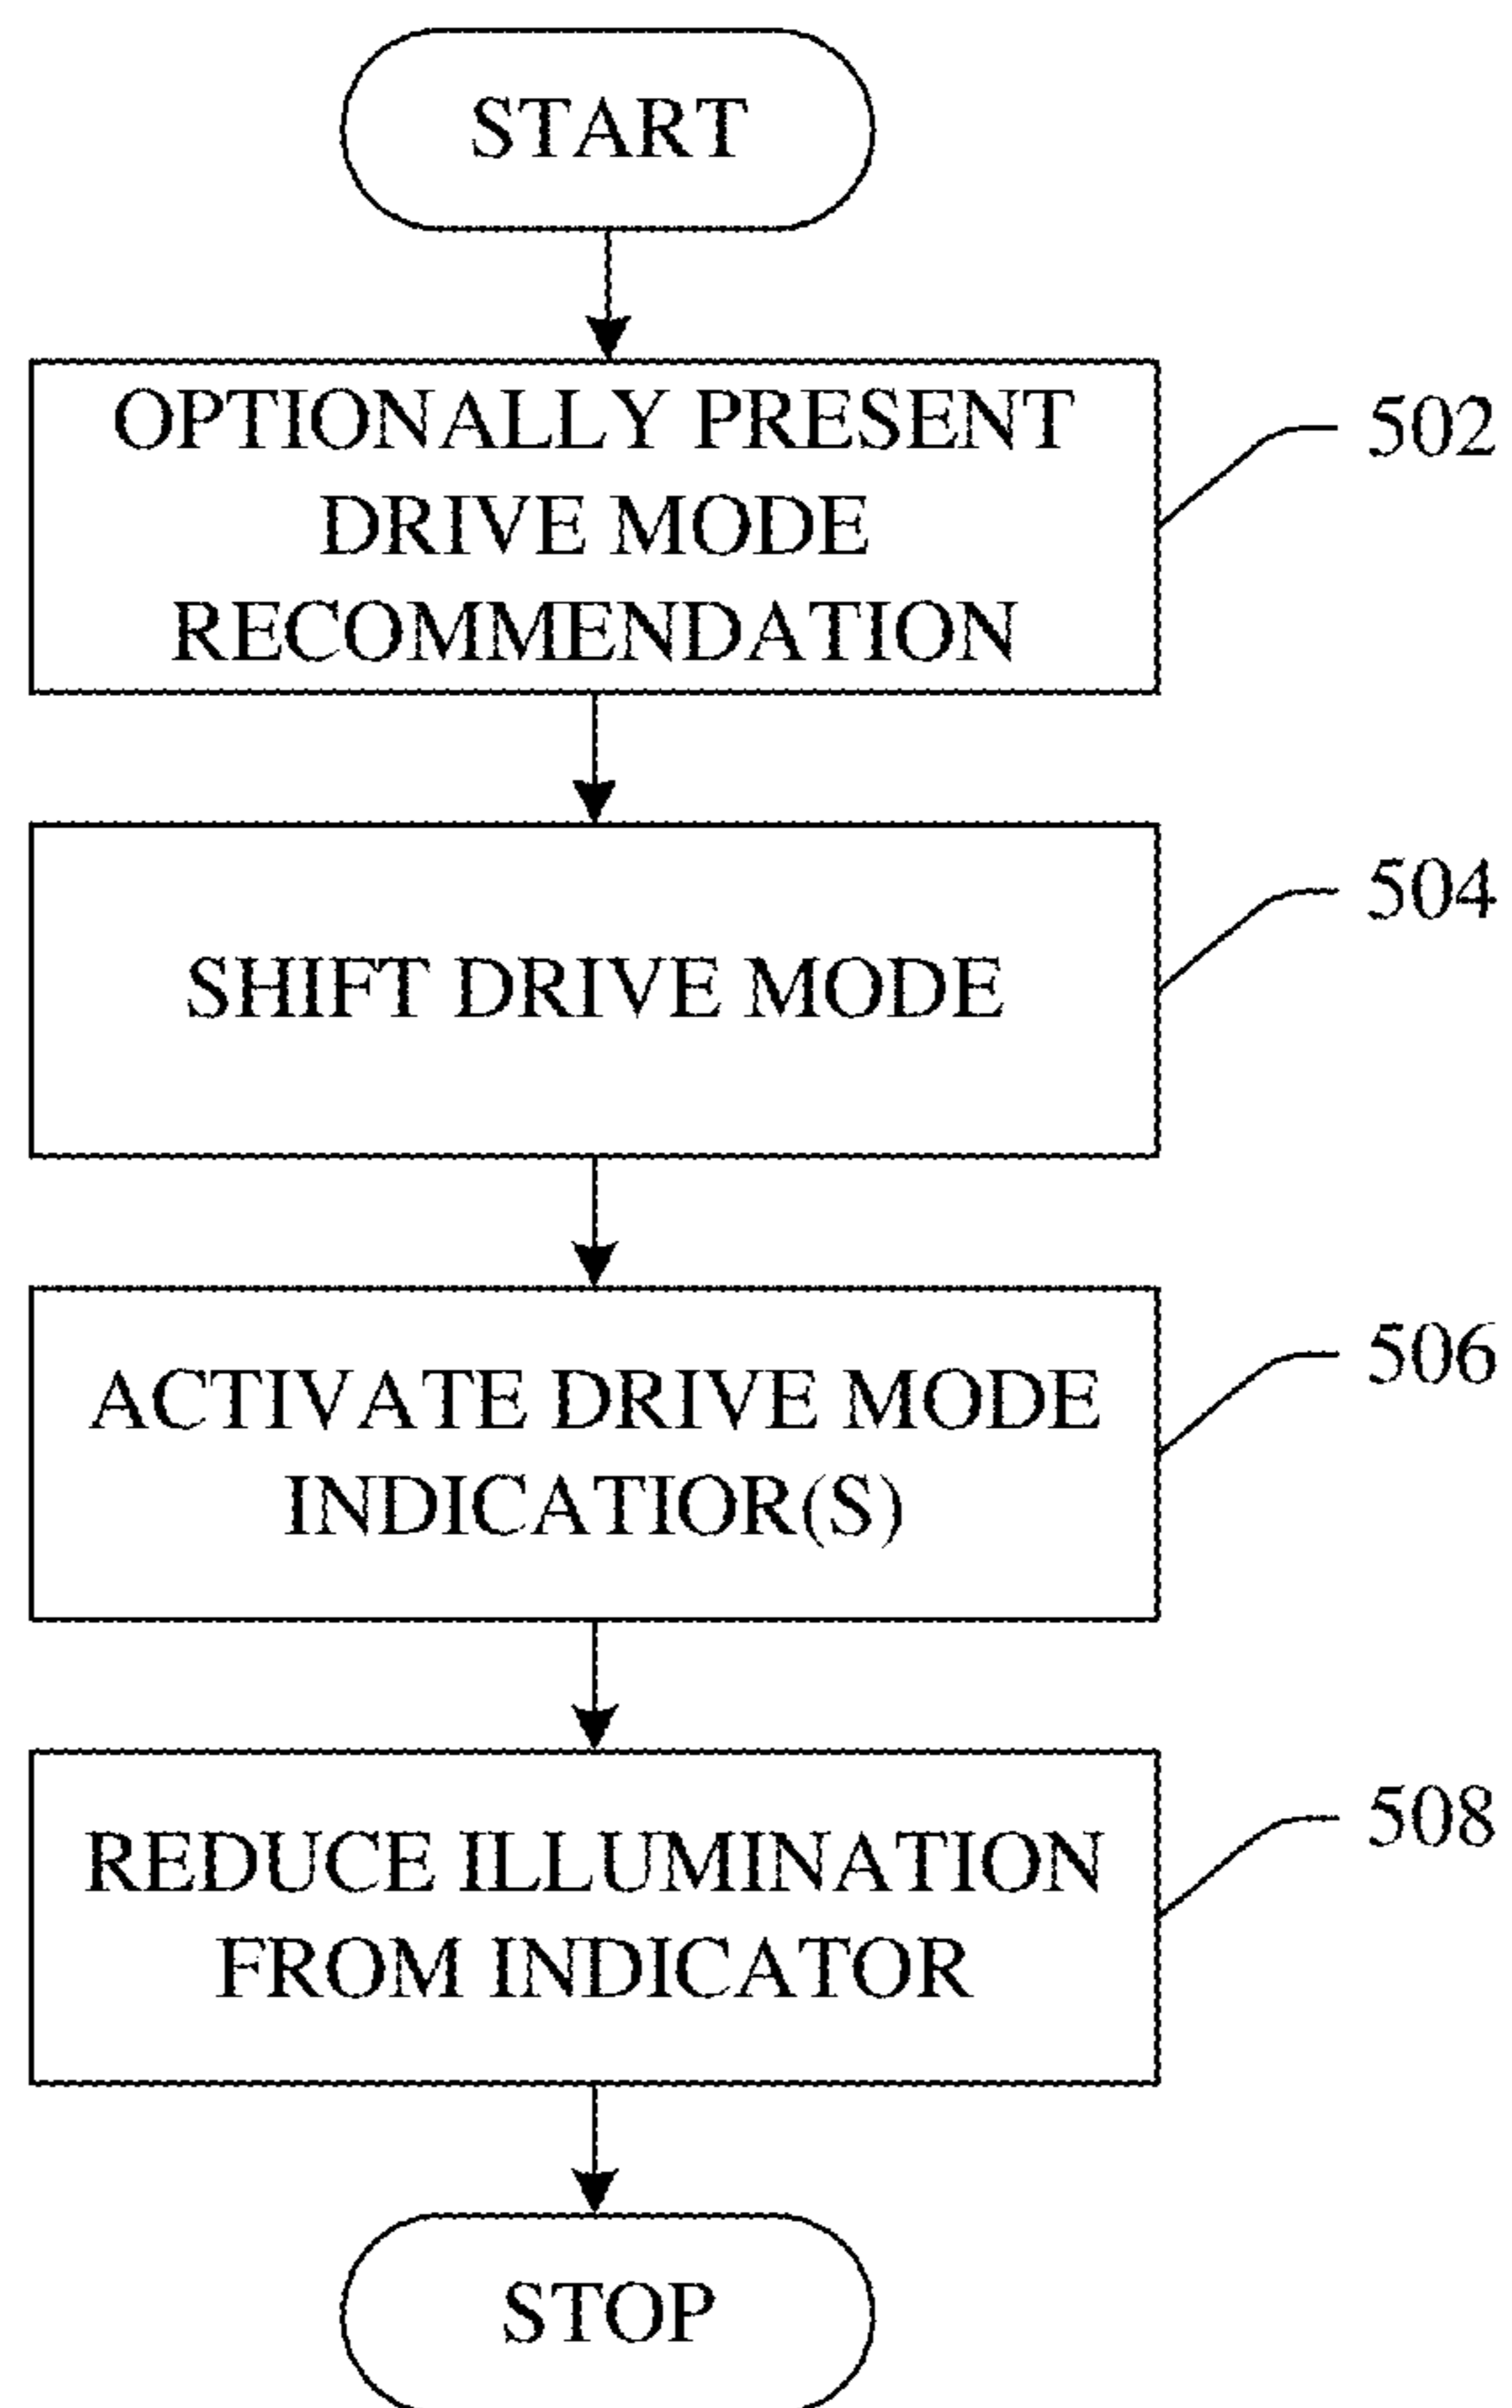 START
OPTIONALLY PRESENT
DRIVE MODE
RECOMMENDATION
502
SHIFT DRIVE MODE
504
ACTIVATE DRIVE MODE
INDICATIOR(S)
506
REDUCE ILLUMINATION
FROM INDICATOR
508
STOP